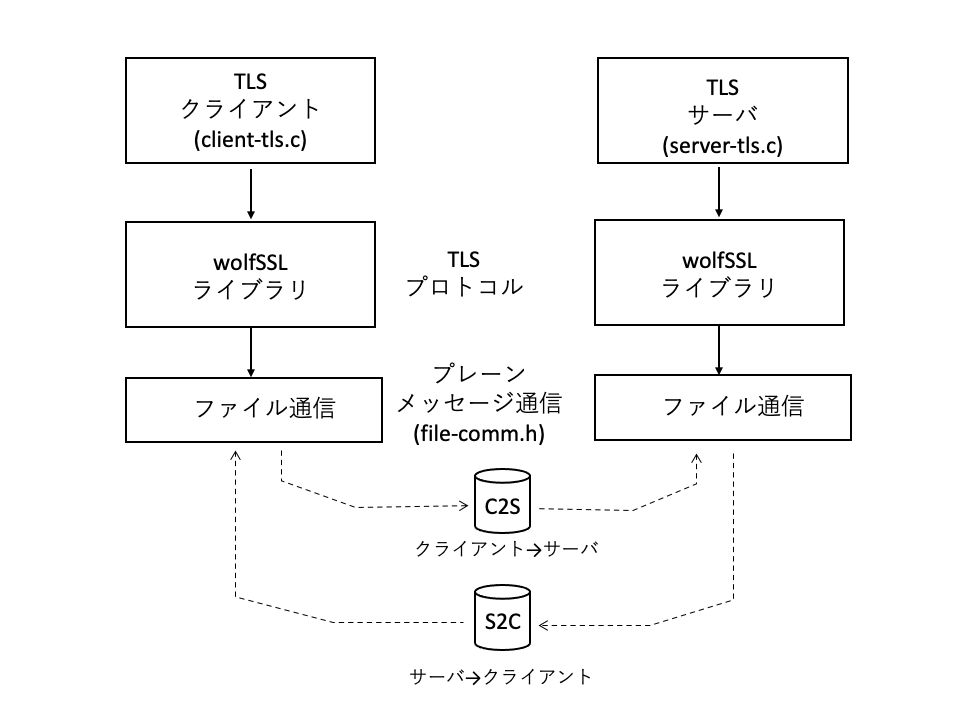 TLS
クライアント
(client-tls.c)
TLS
サーバ
(server-tls.c)
wolfSSL
ライブラリ
TLS
プロトコル
wolfSSL
ライブラリ
ファイル通信
プレーン
メッセージ通信
(file-comm.h)
ファイル通信
C2S
クライアント→サーバ
S2C
サーバ→クライアント